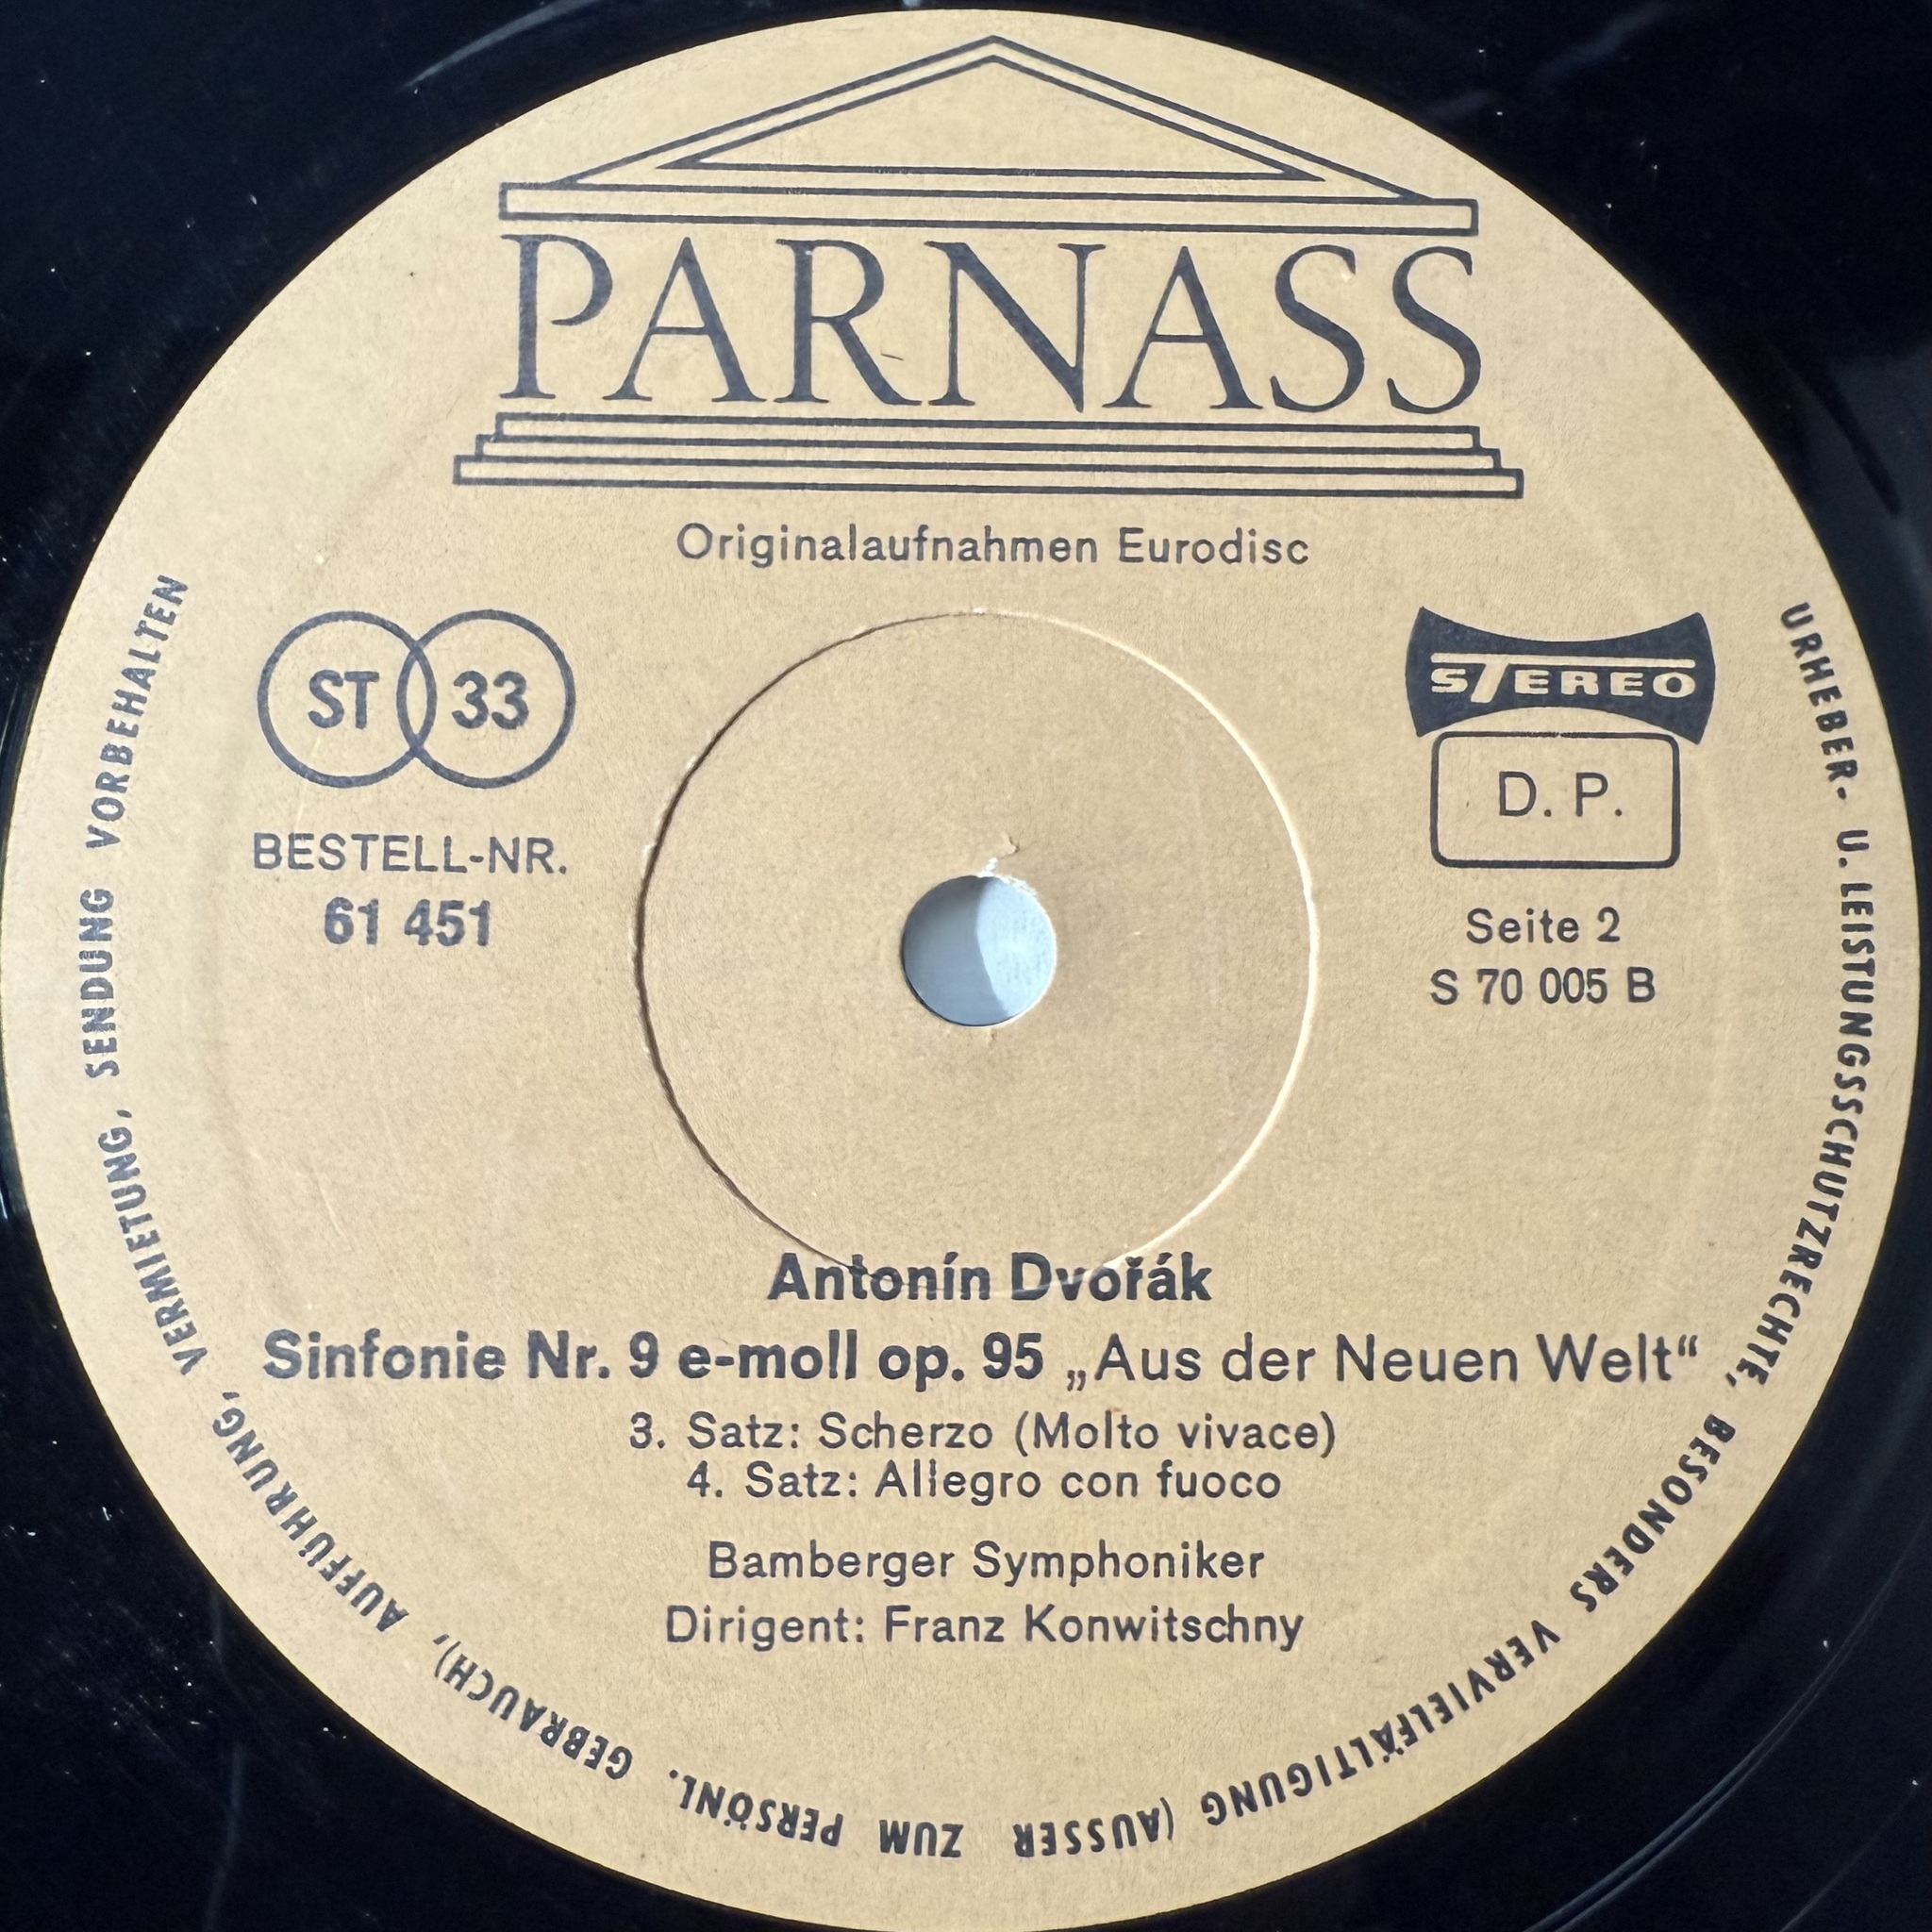 PARNASS
Originalaufnahmen Eurodisc
ST 33
BESTELL-NR.
61 451
STEREO
D. P.
Seite 2
S 70 005 B
Antonín Dvořák
Sinfonie Nr. 9 e-moll op. 95 „Aus der Neuen Welt“
3. Satz: Scherzo (Molto vivace)
4. Satz: Allegro con fuoco
Bamberger Symphoniker
Dirigent: Franz Konwitschny
URHEBER- U. LEISTUNGSSCHUTZRECHTE, BESONDERS VERVIELFÄLTIGUNG (AUSSER ZUM PERSÖNL. GEBRAUCH), AUFFÜHRUNG, VERMIETUNG, SENDUNG VORBEHALTEN